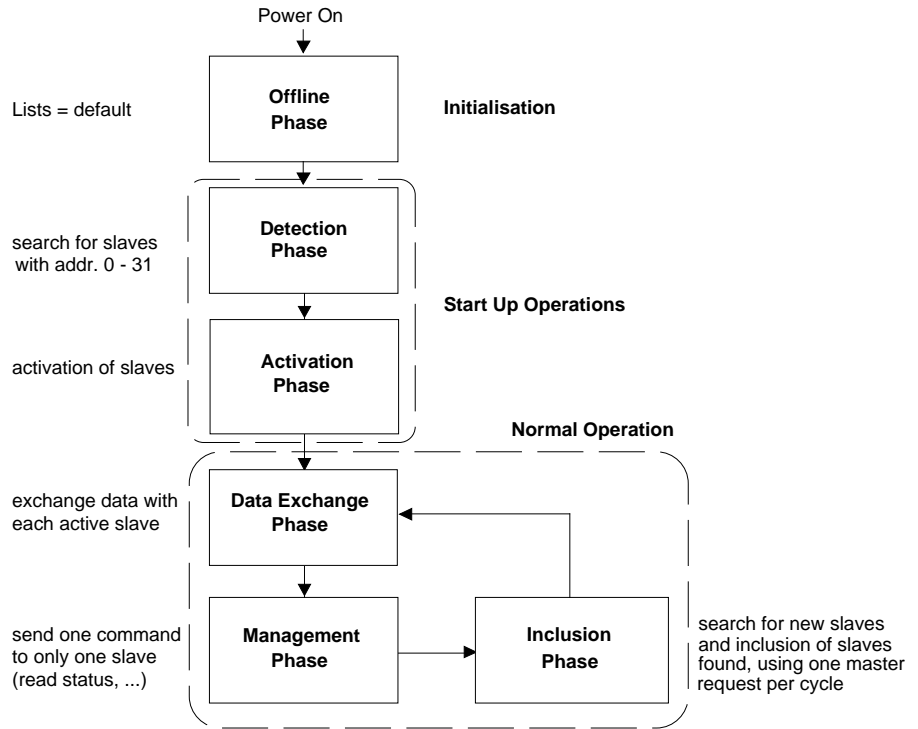 Power On
Offline
Phase
Lists = default
Initialisation
Detection
Phase
search for slaves
with addr. 0 - 31
Start Up Operations
Activation
Phase
activation of slaves
Normal Operation
Data Exchange
Phase
exchange data with
each active slave
Management
Phase
send one command
to only one slave
(read status, ...)
Inclusion
Phase
search for new slaves
and inclusion of slaves
found, using one master
request per cycle